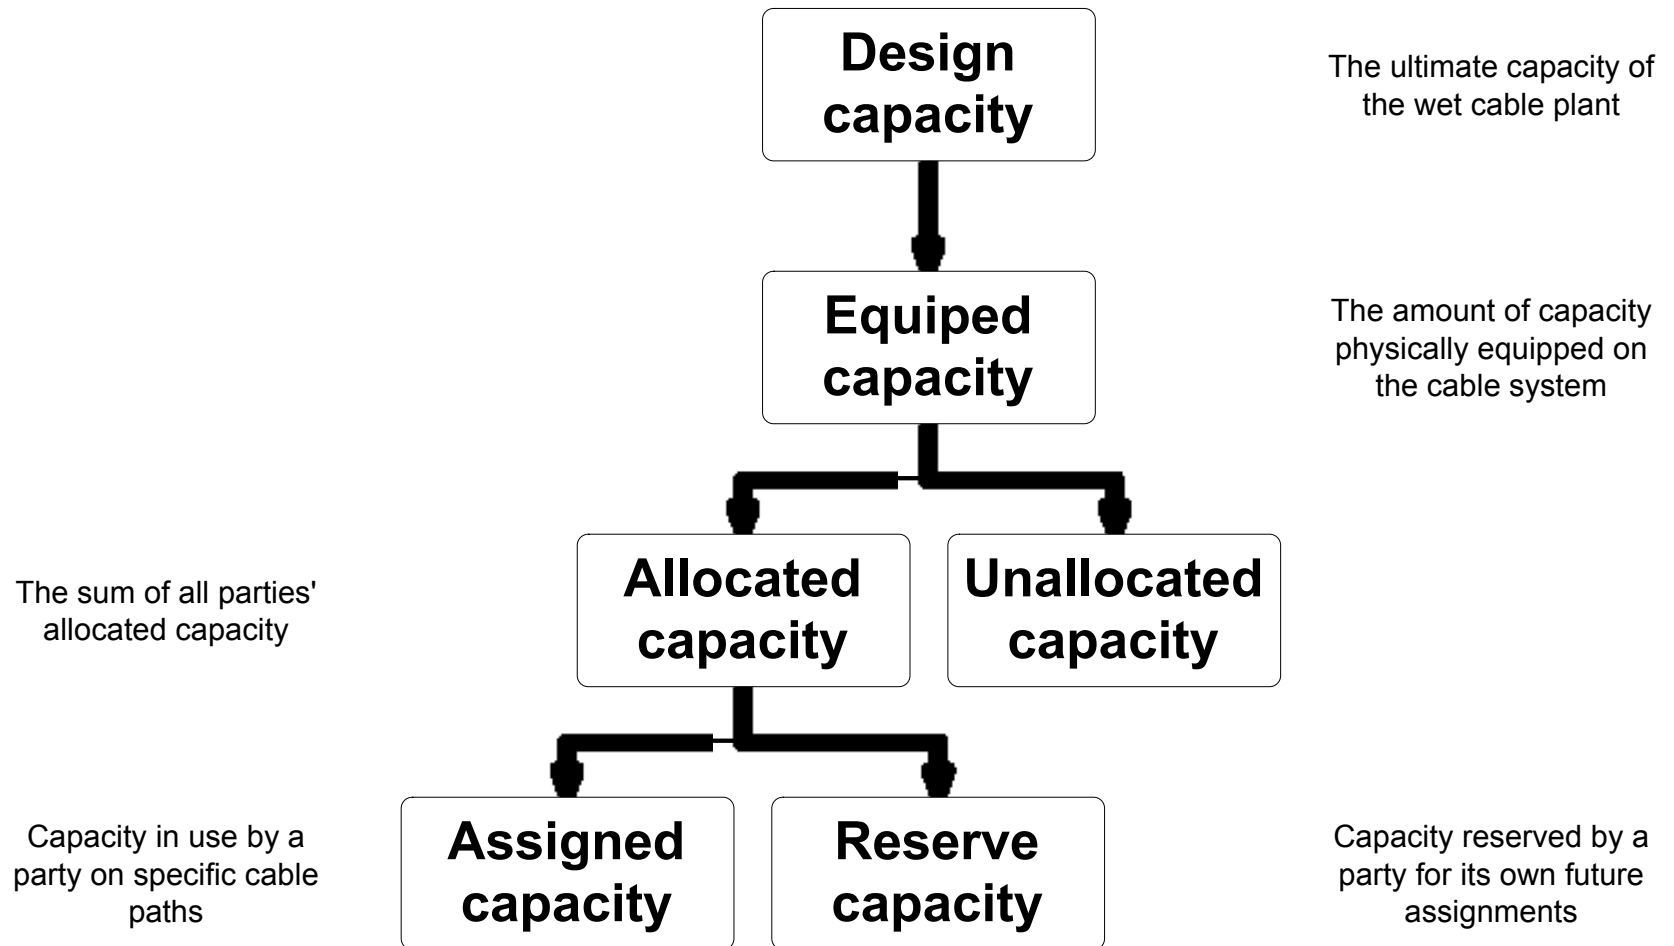 Design
capacity
The ultimate capacity of
the wet cable plant
Equiped
capacity
The amount of capacity
physically equipped on
the cable system
The sum of all parties'
allocated capacity
Allocated
capacity
Unallocated
capacity
Capacity in use by a
party on specific cable
paths
Assigned
capacity
Reserve
capacity
Capacity reserved by a
party for its own future
assignments